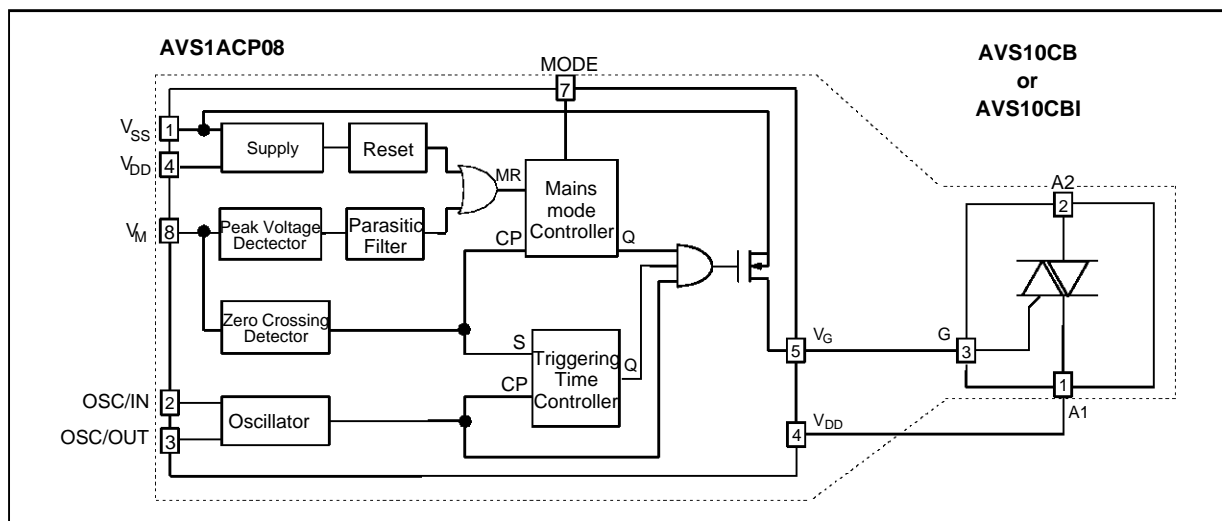 AVS1ACP08
AVS10CB
or
AVS10CBI
MODE
7
VSS
1
Supply
Reset
VDD
4
MR
Mains
mode
Controller
A2
2
VM
8
Peak Voltage
Dectector
Parasitic
Filter
CP
Q
Zero Crossing
Detector
S
Triggering
Time
Controller
Q
CP
5
VG
G
3
1
A1
OSC/IN
2
Oscillator
OSC/OUT
3
4
VDD